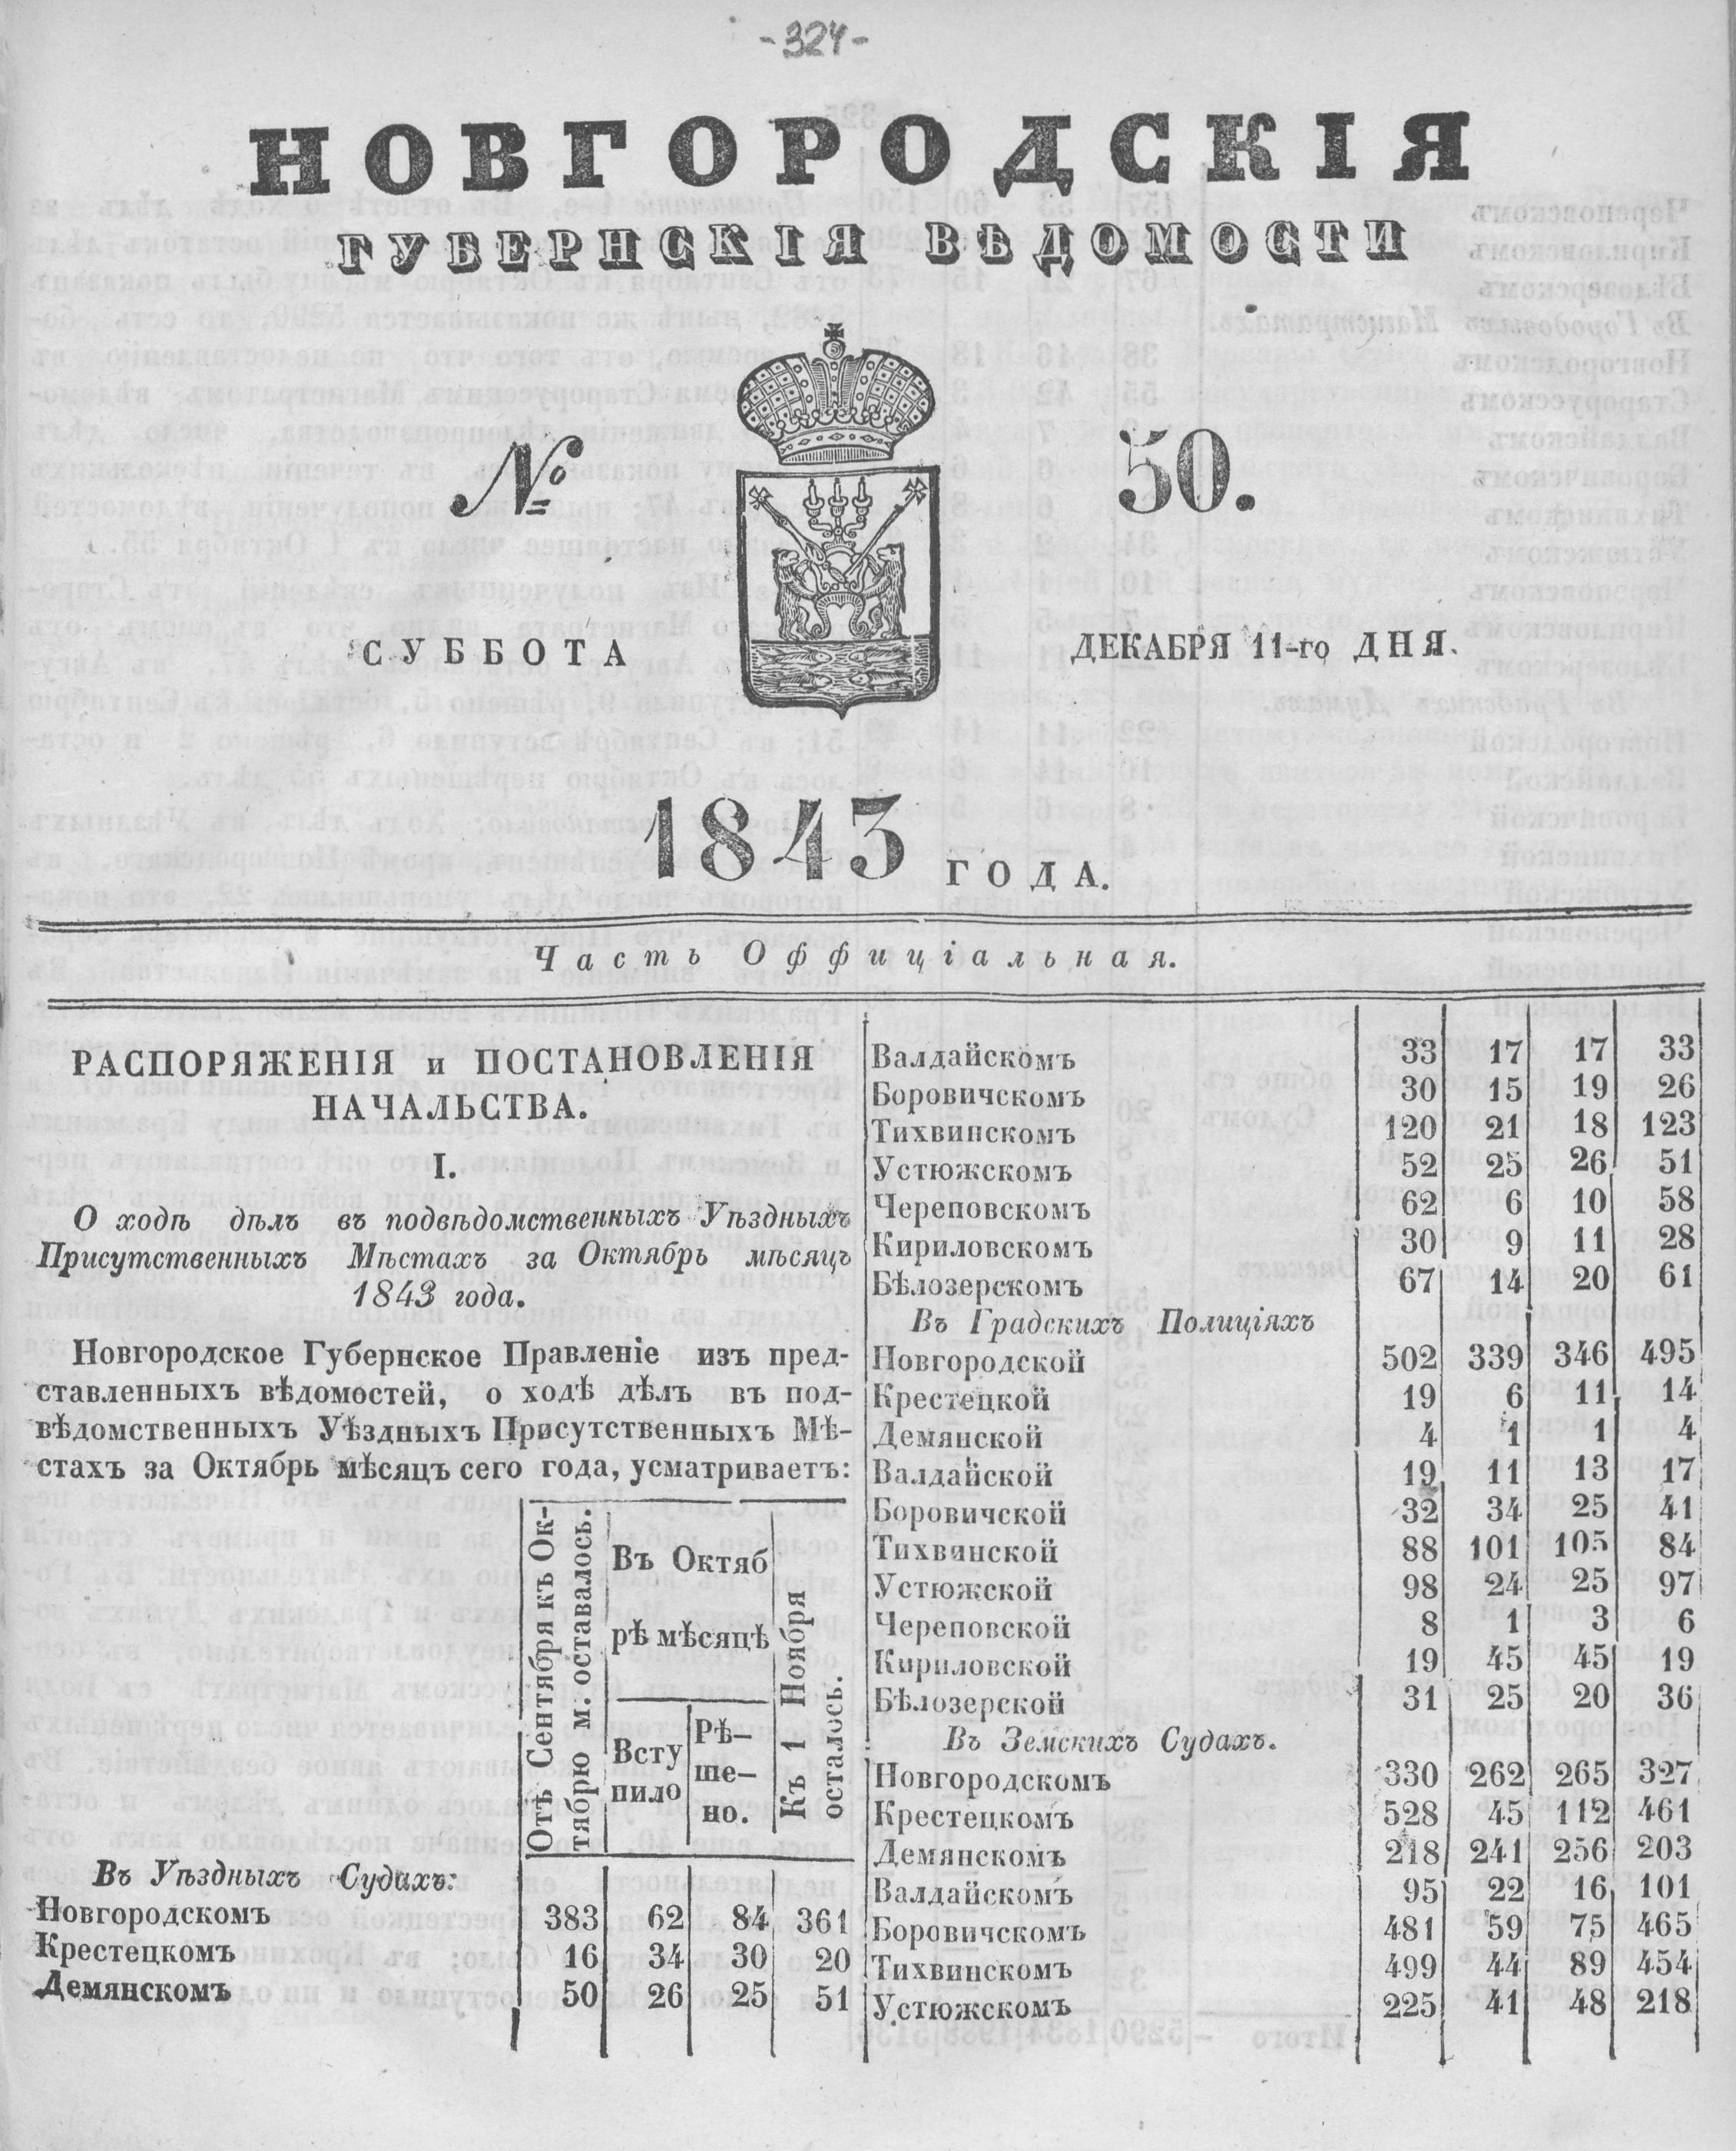 -324-
НОВГОРОДСКІЯ
ГУБЕРНСКІЯ ВѢДОМОСТИ
№ 50.
СУББОТА ДЕКАБРЯ 11-го ДНЯ.
1843 ГОДА.
Часть Оффиціальная.
РАСПОРЯЖЕНІЯ и ПОСТАНОВЛЕНІЯ
НАЧАЛЬСТВА.
I.
О ходѣ дѣлъ въ подвѣдомственныхъ Уѣздныхъ
Присутственныхъ Мѣстахъ за Октябрь мѣсяцъ
1843 года.
Новгородское Губернское Правленіе изъ пред-
ставленныхъ вѣдомостей, о ходѣ дѣлъ въ под-
вѣдомственныхъ Уѣздныхъ Присутственныхъ Мѣ-
стахъ за Октябрь мѣсяцъ сего года, усматриваетъ:
Отъ Сентября къ Ок-
тябрю м. оставалось.
Въ Октяб
рѣ мѣсяцѣ
Всту
пило
Рѣ-
ше-
но.
Къ 1 Ноября
осталось.
Въ Уѣздныхъ Судахъ:
Новгородскомъ 383 62 84 361
Крестецкомъ 16 34 30 20
Демянскомъ 50 26 25 51
Валдайскомъ 33 17 17 33
Боровичскомъ 30 15 19 26
Тихвинскомъ 120 21 18 123
Устюжскомъ 52 25 26 51
Череповскомъ 62 6 10 58
Кириловскомъ 30 9 11 28
Бѣлозерскомъ 67 14 20 61
Въ Градскихъ Полиціяхъ
Новгородской 502 339 346 495
Крестецкой 19 6 11 14
Демянской 4 1 1 4
Валдайской 19 11 13 17
Боровичской 32 34 25 41
Тихвинской 88 101 105 84
Устюжской 98 24 25 97
Череповской 8 1 3 6
Кириловской 19 45 45 19
Бѣлозерской 31 25 20 36
Въ Земскихъ Судахъ.
Новгородскомъ 330 262 265 327
Крестецкомъ 528 45 112 461
Демянскомъ 218 241 256 203
Валдайскомъ 95 22 16 101
Боровичскомъ 481 59 75 465
Тихвинскомъ 499 44 89 454
Устюжскомъ 225 41 48 218